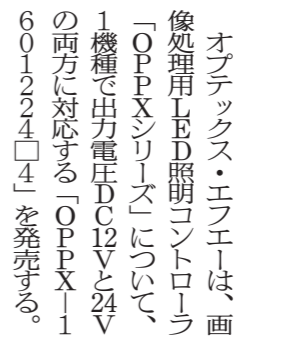 オプテックス・エフエーは、画
像処理用LED照明コントローラ
「OPPXシリーズ」について、
1機種で出力電圧DC12Vと24V
の両方に対応する「OPPX―1
601224□4」を発売する。